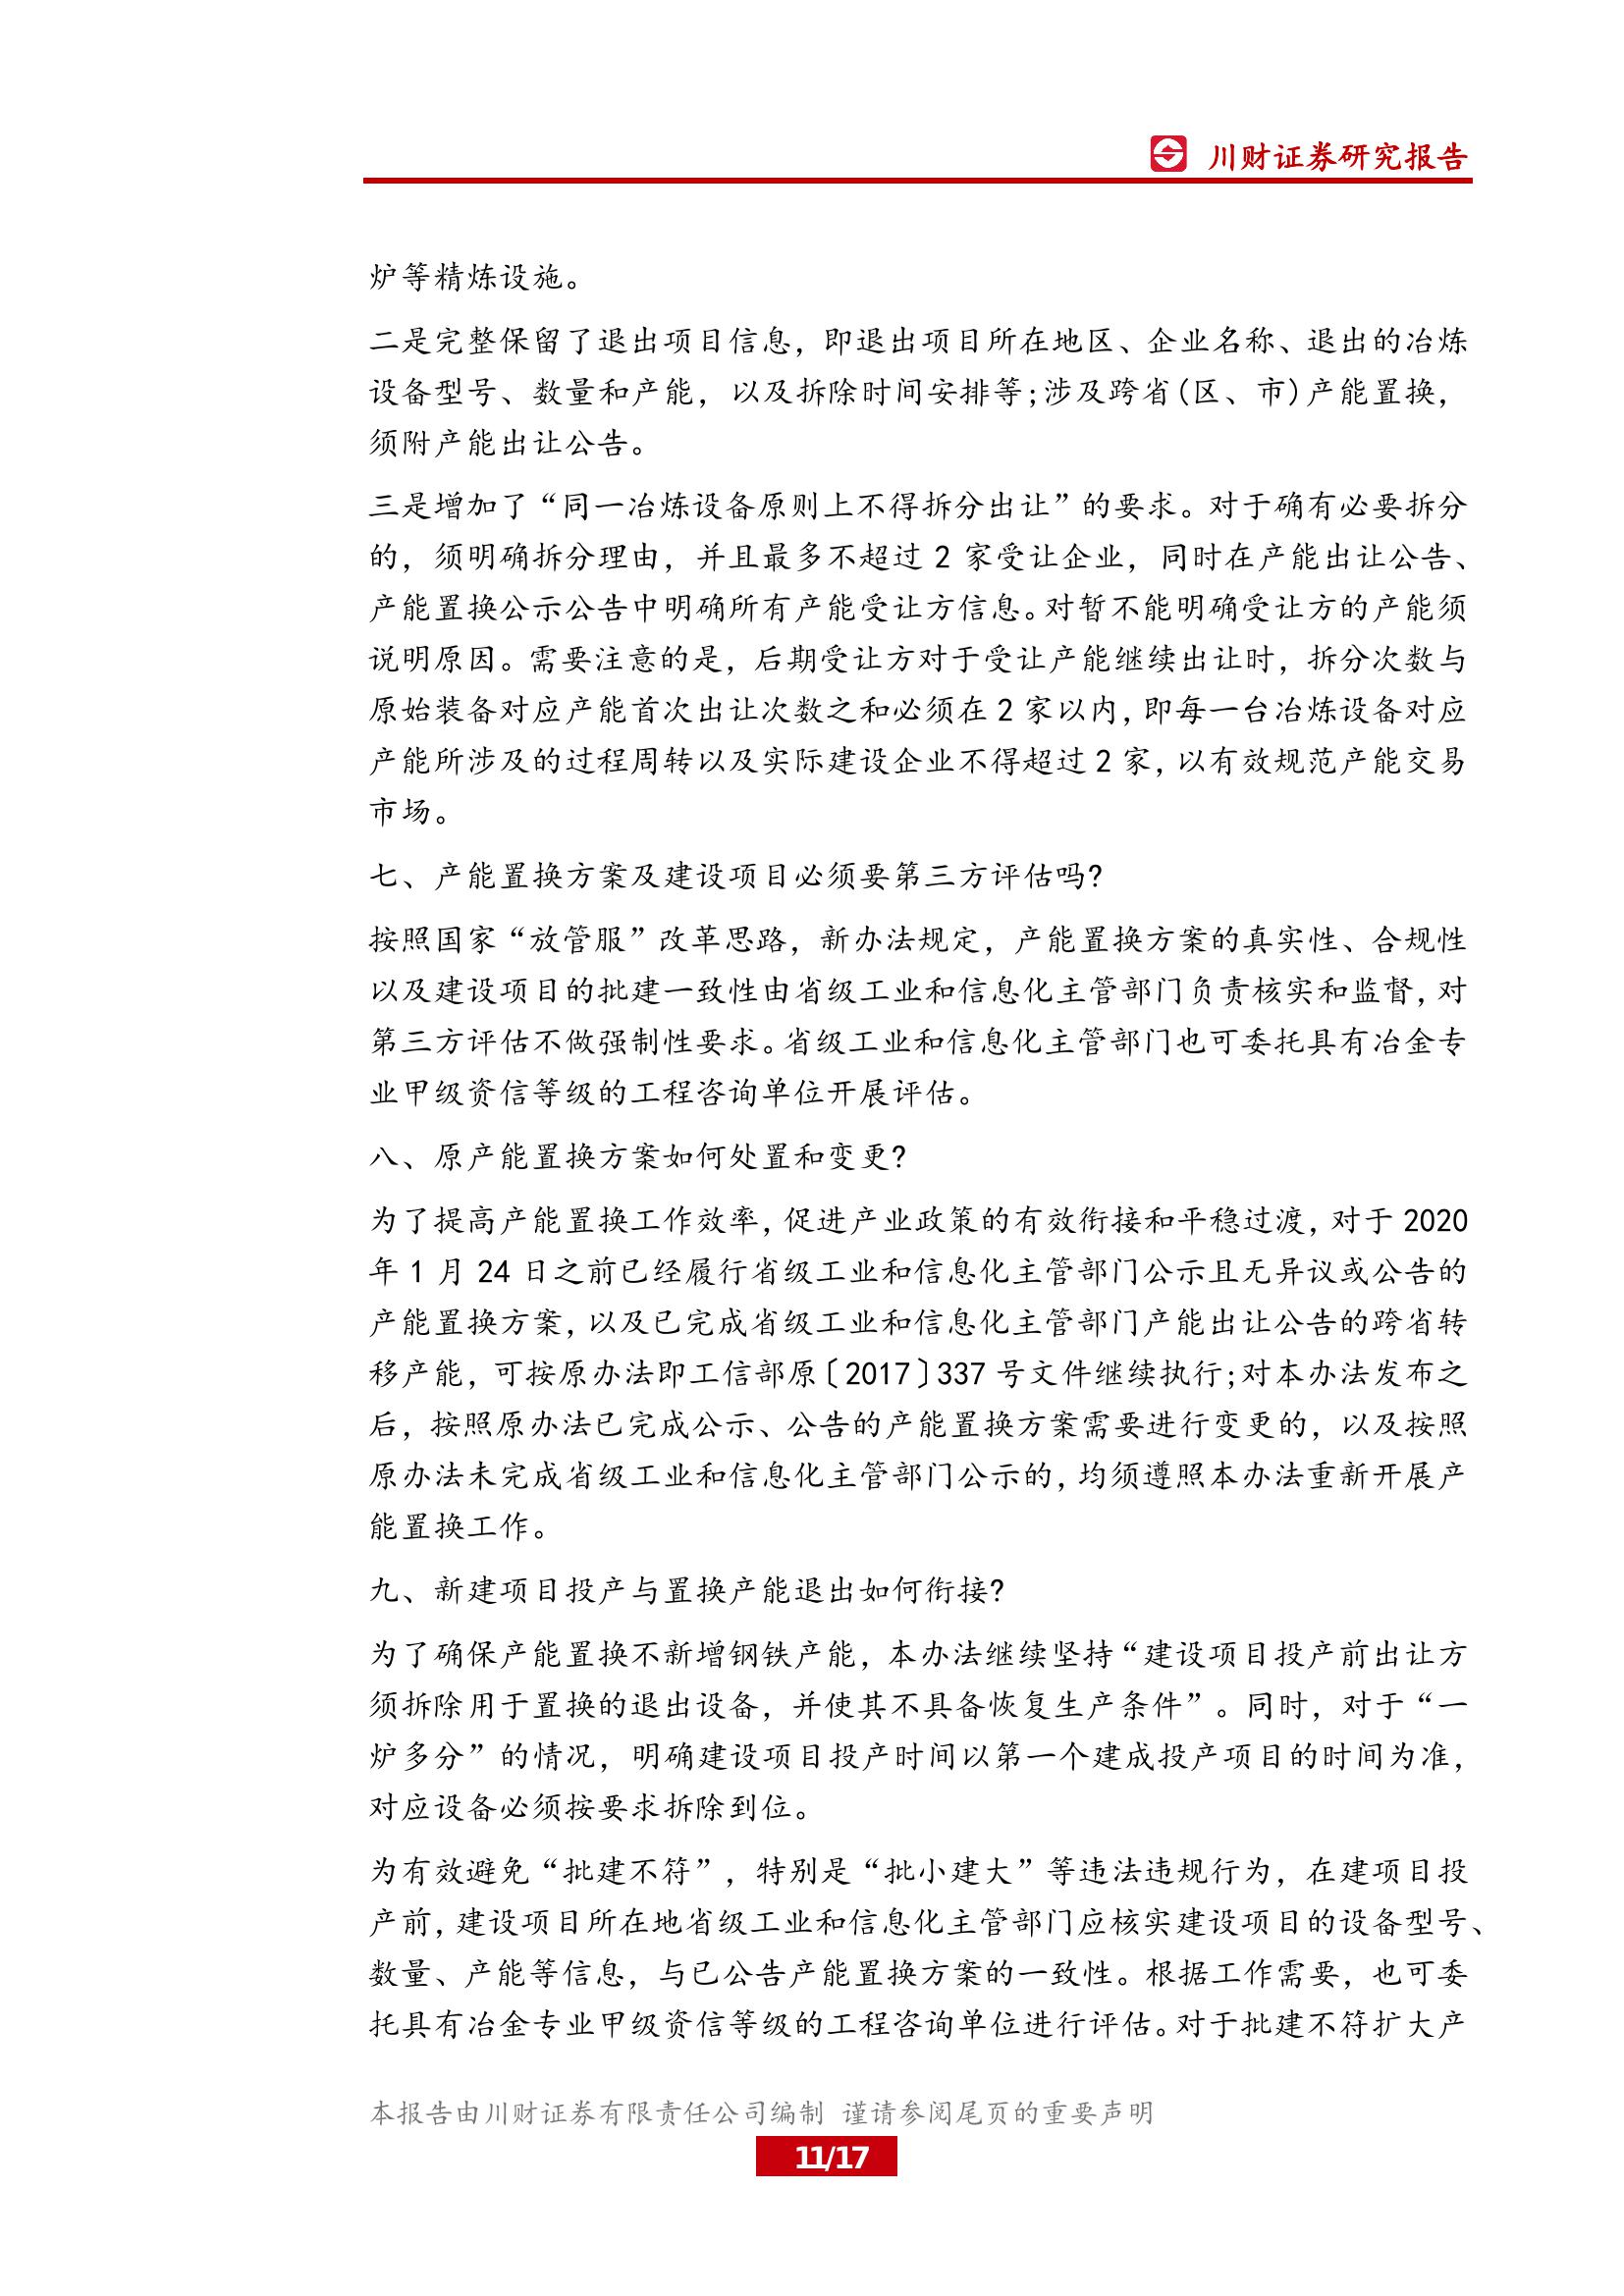 川财证券研究报告
炉等精炼设施。
二是完整保留了退出项目信息，即退出项目所在地区、企业名称、退出的冶炼
设备型号、数量和产能，以及拆除时间安排等;涉及跨省(区、市)产能置换，
须附产能出让公告。
三是增加了“同一冶炼设备原则上不得拆分出让”的要求。对于确有必要拆分
的，须明确拆分理由，并且最多不超过 2 家受让企业，同时在产能出让公告、
产能置换公示公告中明确所有产能受让方信息。对暂不能明确受让方的产能须
说明原因。需要注意的是，后期受让方对于受让产能继续出让时，拆分次数与
原始装备对应产能首次出让次数之和必须在 2 家以内，即每一台冶炼设备对应
产能所涉及的过程周转以及实际建设企业不得超过 2 家，以有效规范产能交易
市场。
七、产能置换方案及建设项目必须要第三方评估吗?
按照国家“放管服”改革思路，新办法规定，产能置换方案的真实性、合规性
以及建设项目的批建一致性由省级工业和信息化主管部门负责核实和监督，对
第三方评估不做强制性要求。省级工业和信息化主管部门也可委托具有冶金专
业甲级资信等级的工程咨询单位开展评估。
八、原产能置换方案如何处置和变更?
为了提高产能置换工作效率，促进产业政策的有效衔接和平稳过渡，对于 2020
年 1 月 24 日之前已经履行省级工业和信息化主管部门公示且无异议或公告的
产能置换方案，以及已完成省级工业和信息化主管部门产能出让公告的跨省转
移产能，可按原办法即工信部原〔2017〕337 号文件继续执行;对本办法发布之
后，按照原办法已完成公示、公告的产能置换方案需要进行变更的，以及按照
原办法未完成省级工业和信息化主管部门公示的，均须遵照本办法重新开展产
能置换工作。
九、新建项目投产与置换产能退出如何衔接?
为了确保产能置换不新增钢铁产能，本办法继续坚持“建设项目投产前出让方
须拆除用于置换的退出设备，并使其不具备恢复生产条件”。同时，对于“一
炉多分”的情况，明确建设项目投产时间以第一个建成投产项目的时间为准，
对应设备必须按要求拆除到位。
为有效避免“批建不符”，特别是“批小建大”等违法违规行为，在建项目投
产前，建设项目所在地省级工业和信息化主管部门应核实建设项目的设备型号、
数量、产能等信息，与已公告产能置换方案的一致性。根据工作需要，也可委
托具有冶金专业甲级资信等级的工程咨询单位进行评估。对于批建不符扩大产
本报告由川财证券有限责任公司编制 谨请参阅尾页的重要声明
11/17